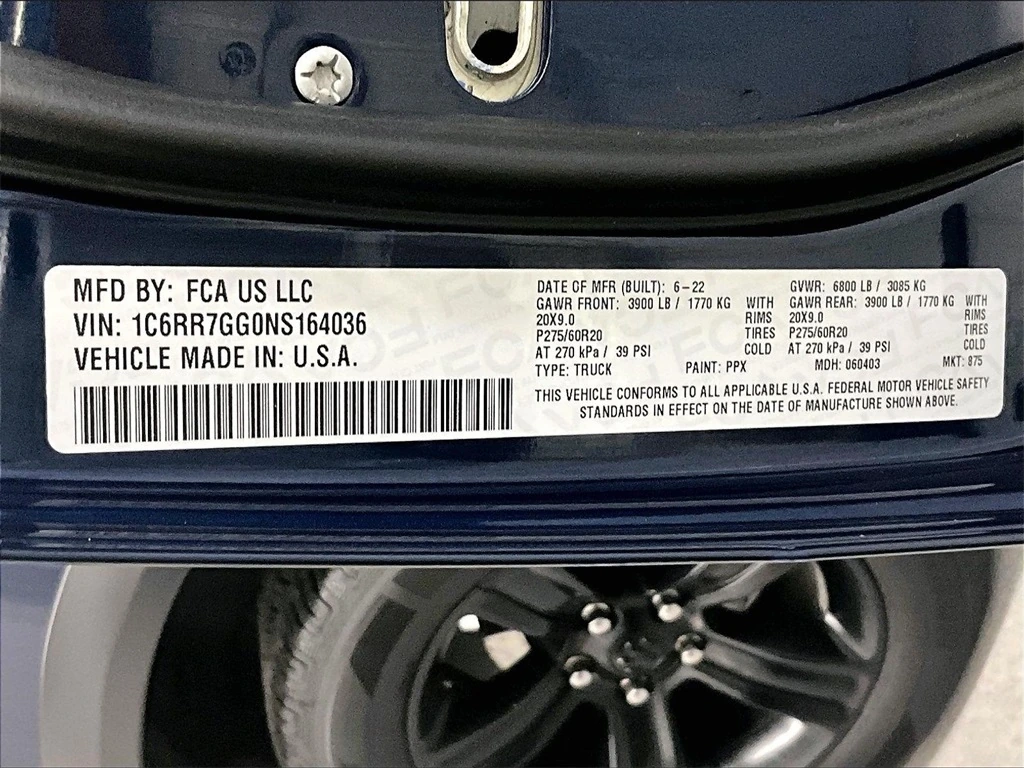 MFD BY: FCA US LLC
VIN: 1C6RR7GG0NS164036
VEHICLE MADE IN: U.S.A.
DATE OF MFR (BUILT): 6-22 GVWR: 6800 LB / 3085 KG
GAWR FRONT: 3900 LB / 1770 KG WITH GAWR REAR: 3900 LB / 1770 KG WITH
20X9.0 RIMS 20X9.0 RIMS
P275/60R20 TIRES P275/60R20 TIRES
AT 270 kPa / 39 PSI COLD AT 270 kPa / 39 PSI COLD
TYPE: TRUCK PAINT: PPX MDH: 060403 MKT: 875
THIS VEHICLE CONFORMS TO ALL APPLICABLE U.S.A. FEDERAL MOTOR VEHICLE SAFETY
STANDARDS IN EFFECT ON THE DATE OF MANUFACTURE SHOWN ABOVE.